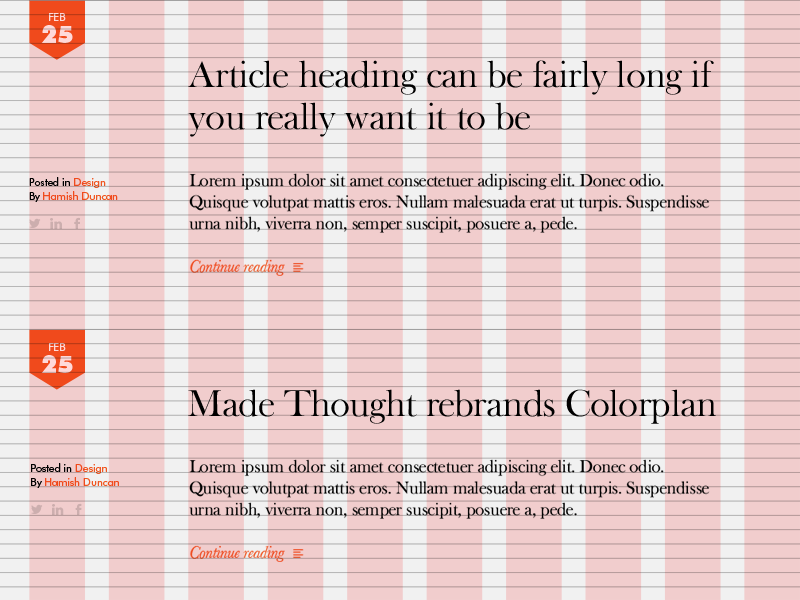 FEB
25
Article heading can be fairly long if
you really want it to be
Posted in Design
By Hamish Duncan
Lorem ipsum dolor sit amet consectetuer adipiscing elit. Donec odio.
Quisque volutpat mattis eros. Nullam malesuada erat ut turpis. Suspendisse
urna nibh, viverra non, semper suscipit, posuere a, pede.
Continue reading
FEB
25
Made Thought rebrands Colorplan
Posted in Design
By Hamish Duncan
Lorem ipsum dolor sit amet consectetuer adipiscing elit. Donec odio.
Quisque volutpat mattis eros. Nullam malesuada erat ut turpis. Suspendisse
urna nibh, viverra non, semper suscipit, posuere a, pede.
Continue reading